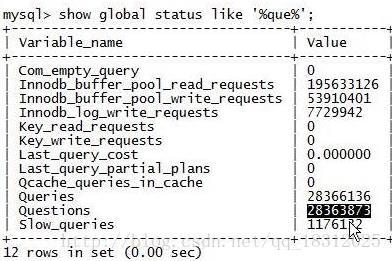 mysql> show global status like '%que%';
+-----------------------------------+-----------+
| Variable_name | Value |
+-----------------------------------+-----------+
| Com_empty_query | 0
| Innodb_buffer_pool_read_requests | 195633126
| Innodb_buffer_pool_write_requests | 53910401
| Innodb_log_write_requests | 7729942
| Key_read_requests | 0
| Key_write_requests | 0
| Last_query_cost | 0.000000
| Last_query_partial_plans | 0
| Qcache_queries_in_cache | 0
| Queries | 28366136
| Questions | 28363873
| Slow_queries |
+-----------------------------------+-----------+
12 rows in set (0.00 sec)